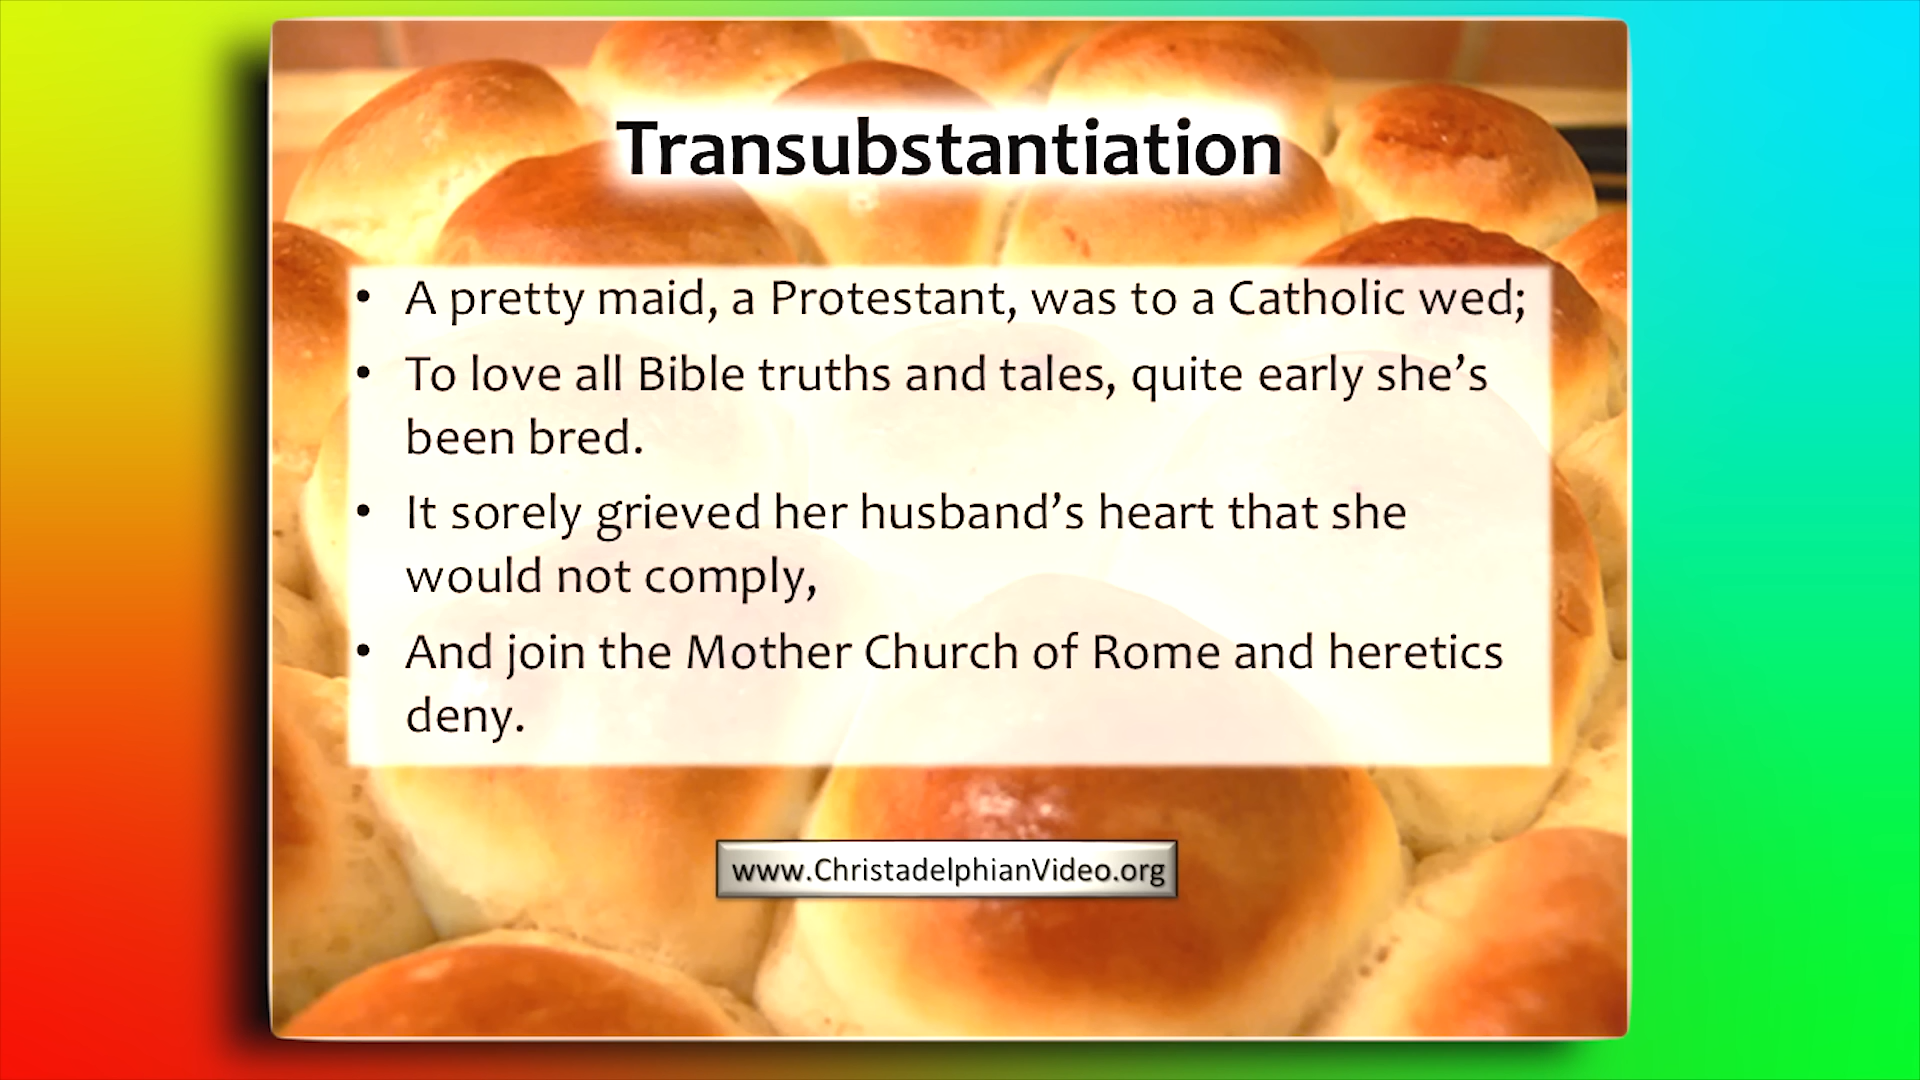 Transubstantiation
• A pretty maid, a Protestant, was to a Catholic wed;
• To love all Bible truths and tales, quite early she’s
been bred.
• It sorely grieved her husband’s heart that she
would not comply,
• And join the Mother Church of Rome and heretics
deny.
www.ChristadelphianVideo.org